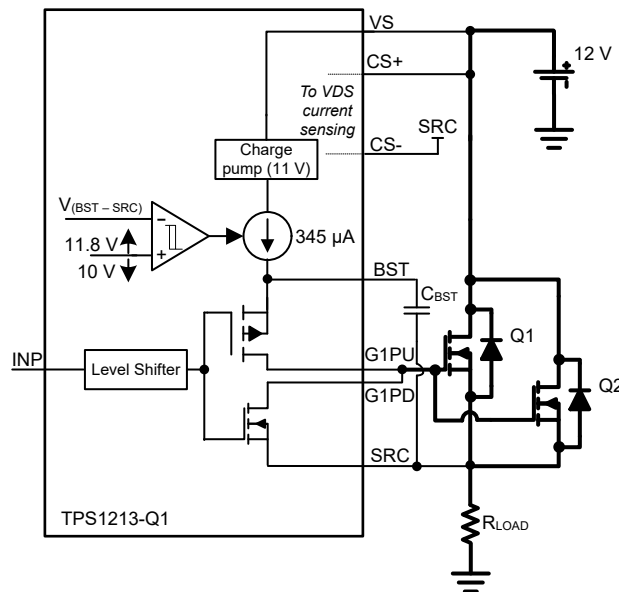 VS
12 V
CS+
To VDS
current
sensing
SRC
CS-
Charge
pump (11 V)
V(BST – SRC)
-
11.8 V
+
345 µA
10 V
BST
CBST
Q1
INP
Level Shifter
G1PU
G1PD
Q2
SRC
TPS1213-Q1
RLOAD